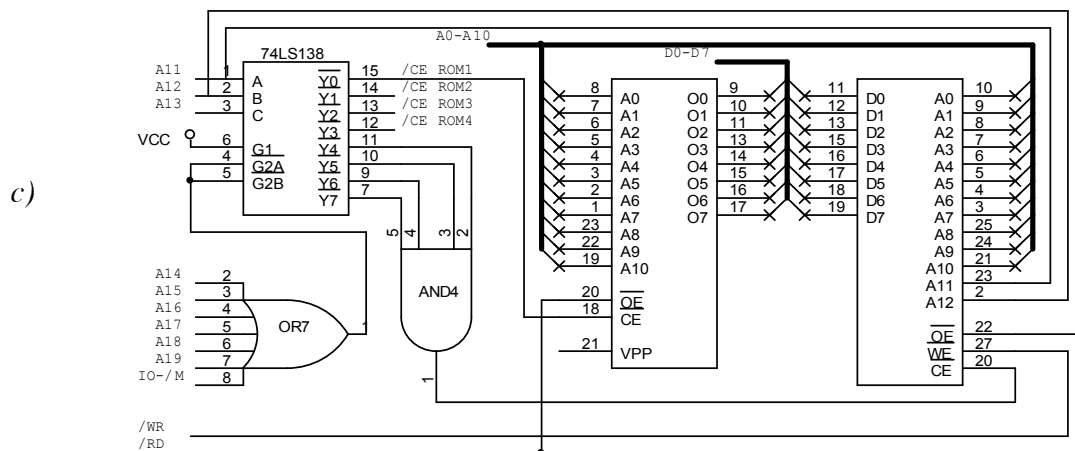 c)
A0-A10
D0-D7
74LS138
A11 1 A
A12 2 B
A13 3 C
VCC 6 G1
4 G2A
5 G2B
Y0 15 /CE ROM1
Y1 14 /CE ROM2
Y2 13 /CE ROM3
Y3 12 /CE ROM4
Y4 11
Y5 10
Y6 9
Y7 7
5 4 3 2
AND4
1
A14 2
A15 3
A16 4
A17 5
A18 6
A19 7
IO-/M 8
OR7
1
/WR
/RD
8 A0 O0 9
7 A1 O1 10
6 A2 O2 11
5 A3 O3 13
4 A4 O4 14
3 A5 O5 15
2 A6 O6 16
1 A7 O7 17
23 A8
22 A9
19 A10
20 OE
18 CE
21 VPP
11 D0 A0 10
12 D1 A1 9
13 D2 A2 8
15 D3 A3 7
16 D4 A4 6
17 D5 A5 5
18 D6 A6 4
19 D7 A7 3
A8 25
A9 24
A10 21
A11 23
A12 2
OE 22
WE 27
CE 20